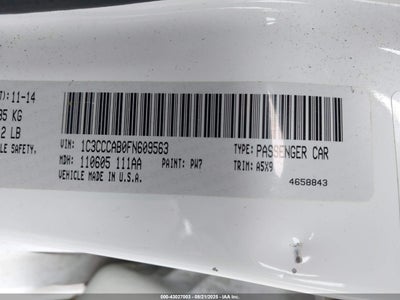 T): 11-14
95 KG
2 LB
LE SAFETY.
VIN: 1C3CCCAB0FN609563 TYPE: PASSENGER CAR
MDH: 110605 111AA PAINT: PW7 TRIM: A5X9
VEHICLE MADE IN U.S.A.
4658843
000-43027003 - 08/21/2025 - IAA Inc.